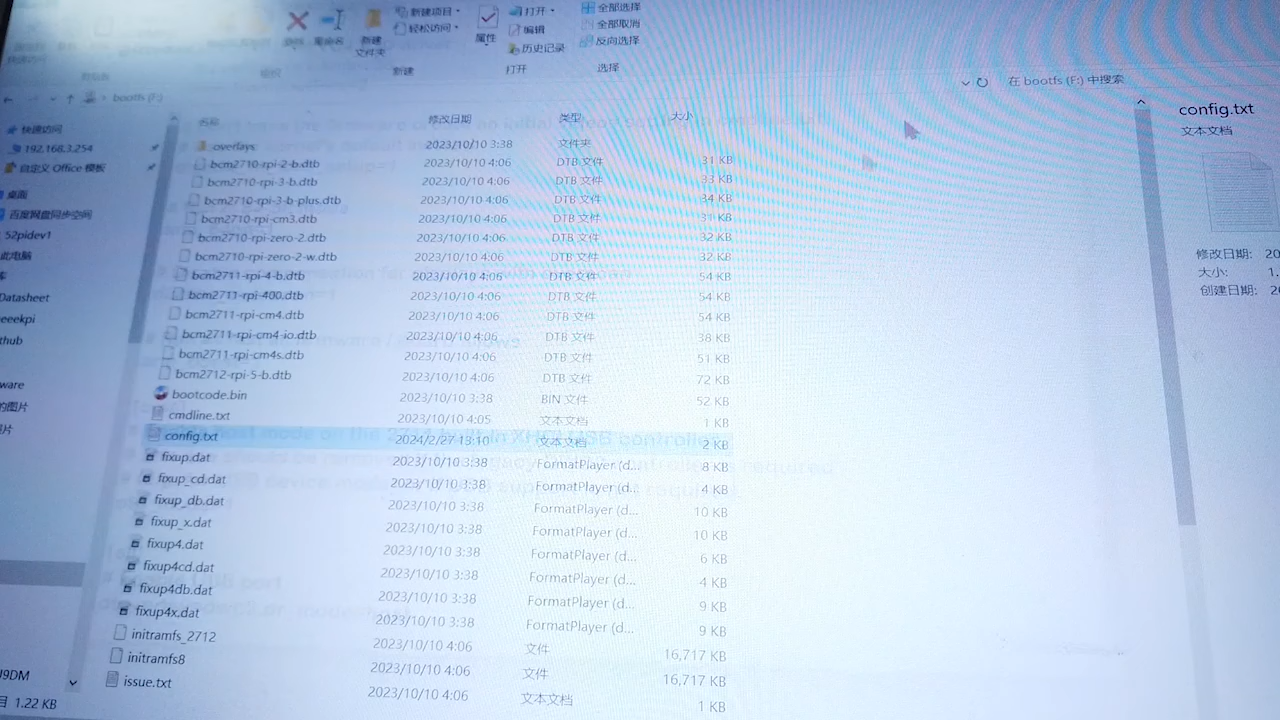 新建项目
打开
全部选择
轻松访问
编辑
全部取消
重命名
新建
文件夹
属性
历史记录
反向选择
新建
打开
选择
bootfs (F:)
在 bootfs (F:) 中搜索
名称 修改日期 类型 大小
config.txt
文本文档
修改日期: 20
大小: 1,
创建日期: 20
快速访问
192.168.3.254
自定义 Office 模板
桌面
百度网盘同步空间
52pidev1
此电脑
库
Datasheet
eeekpi
thub
ware
的图片
片
J9DM
1.22 KB
overlays 2023/10/10 3:38 文件夹
bcm2710-rpi-2-b.dtb 2023/10/10 4:06 DTB 文件 31 KB
bcm2710-rpi-3-b.dtb 2023/10/10 4:06 DTB 文件 33 KB
bcm2710-rpi-3-b-plus.dtb 2023/10/10 4:06 DTB 文件 34 KB
bcm2710-rpi-cm3.dtb 2023/10/10 4:06 DTB 文件 31 KB
bcm2710-rpi-zero-2.dtb 2023/10/10 4:06 DTB 文件 32 KB
bcm2710-rpi-zero-2-w.dtb 2023/10/10 4:06 DTB 文件 32 KB
bcm2711-rpi-4-b.dtb 2023/10/10 4:06 DTB 文件 54 KB
bcm2711-rpi-400.dtb 2023/10/10 4:06 DTB 文件 54 KB
bcm2711-rpi-cm4.dtb 2023/10/10 4:06 DTB 文件 54 KB
bcm2711-rpi-cm4-io.dtb 2023/10/10 4:06 DTB 文件 38 KB
bcm2711-rpi-cm4s.dtb 2023/10/10 4:06 DTB 文件 51 KB
bcm2712-rpi-5-b.dtb 2023/10/10 4:06 DTB 文件 72 KB
bootcode.bin 2023/10/10 3:38 BIN 文件 52 KB
cmdline.txt 2023/10/10 4:05 文本文档 1 KB
config.txt 2024/2/27 13:10 文本文档 2 KB
fixup.dat 2023/10/10 3:38 FormatPlayer (d... 8 KB
fixup_cd.dat 2023/10/10 3:38 FormatPlayer (d... 4 KB
fixup_db.dat 2023/10/10 3:38 FormatPlayer (d... 10 KB
fixup_x.dat 2023/10/10 3:38 FormatPlayer (d... 10 KB
fixup4.dat 2023/10/10 3:38 FormatPlayer (d... 6 KB
fixup4cd.dat 2023/10/10 3:38 FormatPlayer (d... 4 KB
fixup4db.dat 2023/10/10 3:38 FormatPlayer (d... 9 KB
fixup4x.dat 2023/10/10 3:38 FormatPlayer (d... 9 KB
initramfs_2712 2023/10/10 4:06 文件 16,717 KB
initramfs8 2023/10/10 4:06 文件 16,717 KB
issue.txt 2023/10/10 4:06 文本文档 1 KB